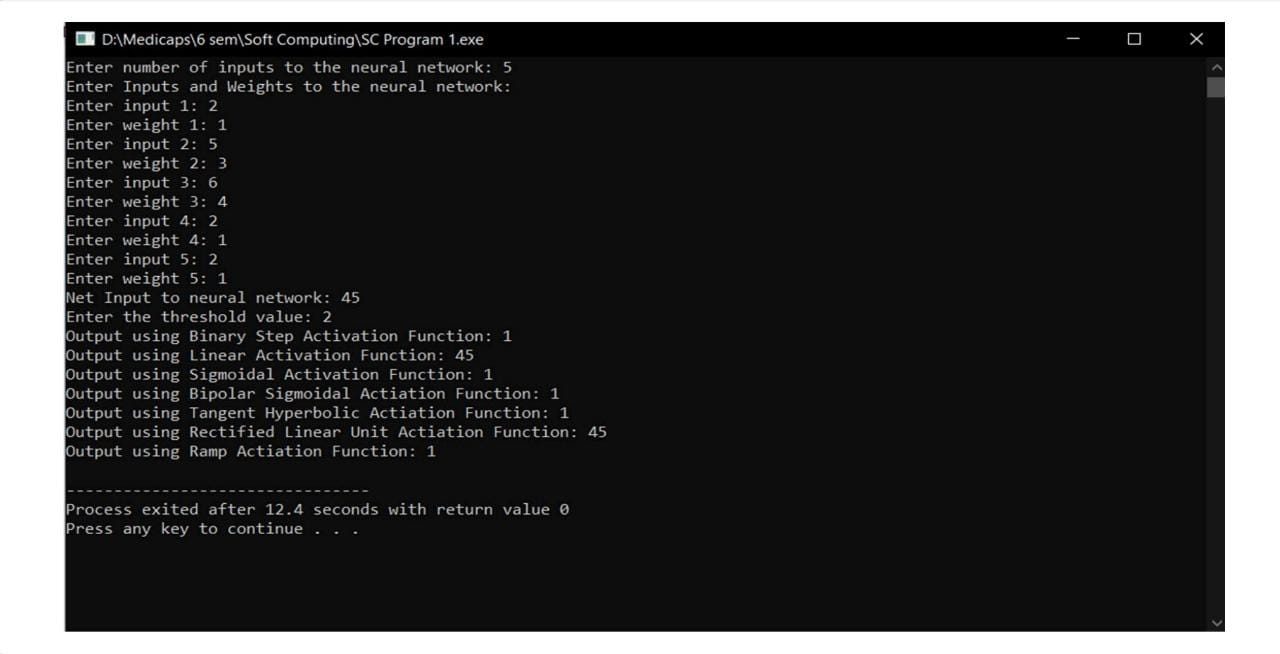 D:\Medicaps\6 sem\Soft Computing\SC Program 1.exe
Enter number of inputs to the neural network: 5
Enter Inputs and Weights to the neural network:
Enter input 1: 2
Enter weight 1: 1
Enter input 2: 5
Enter weight 2: 3
Enter input 3: 6
Enter weight 3: 4
Enter input 4: 2
Enter weight 4: 1
Enter input 5: 2
Enter weight 5: 1
Net Input to neural network: 45
Enter the threshold value: 2
Output using Binary Step Activation Function: 1
Output using Linear Activation Function: 45
Output using Sigmoidal Activation Function: 1
Output using Bipolar Sigmoidal Actiation Function: 1
Output using Tangent Hyperbolic Actiation Function: 1
Output using Rectified Linear Unit Actiation Function: 45
Output using Ramp Actiation Function: 1
--------------------------------
Process exited after 12.4 seconds with return value 0
Press any key to continue . . .